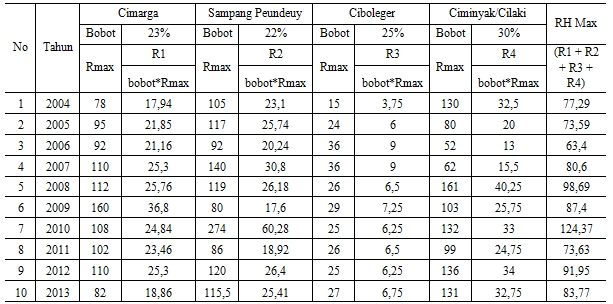 No Tahun Cimarga Sampang Peundeuy Ciboleger Ciminyak/Cilaki RH Max
Bobot 23% Bobot 22% Bobot 25% Bobot 30%
Rmax R1 Rmax R2 Rmax R3 Rmax R4 (R1 + R2 + R3 + R4)
bobot*Rmax bobot*Rmax bobot*Rmax bobot*Rmax
1 2004 78 17,94 105 23,1 15 3,75 130 32,5 77,29
2 2005 95 21,85 117 25,74 24 6 80 20 73,59
3 2006 92 21,16 92 20,24 36 9 52 13 63,4
4 2007 110 25,3 140 30,8 36 9 62 15,5 80,6
5 2008 112 25,76 119 26,18 26 6,5 161 40,25 98,69
6 2009 160 36,8 80 17,6 29 7,25 103 25,75 87,4
7 2010 108 24,84 274 60,28 25 6,25 132 33 124,37
8 2011 102 23,46 86 18,92 26 6,5 99 24,75 73,63
9 2012 110 25,3 120 26,4 25 6,25 136 34 91,95
10 2013 82 18,86 115,5 25,41 27 6,75 131 32,75 83,77